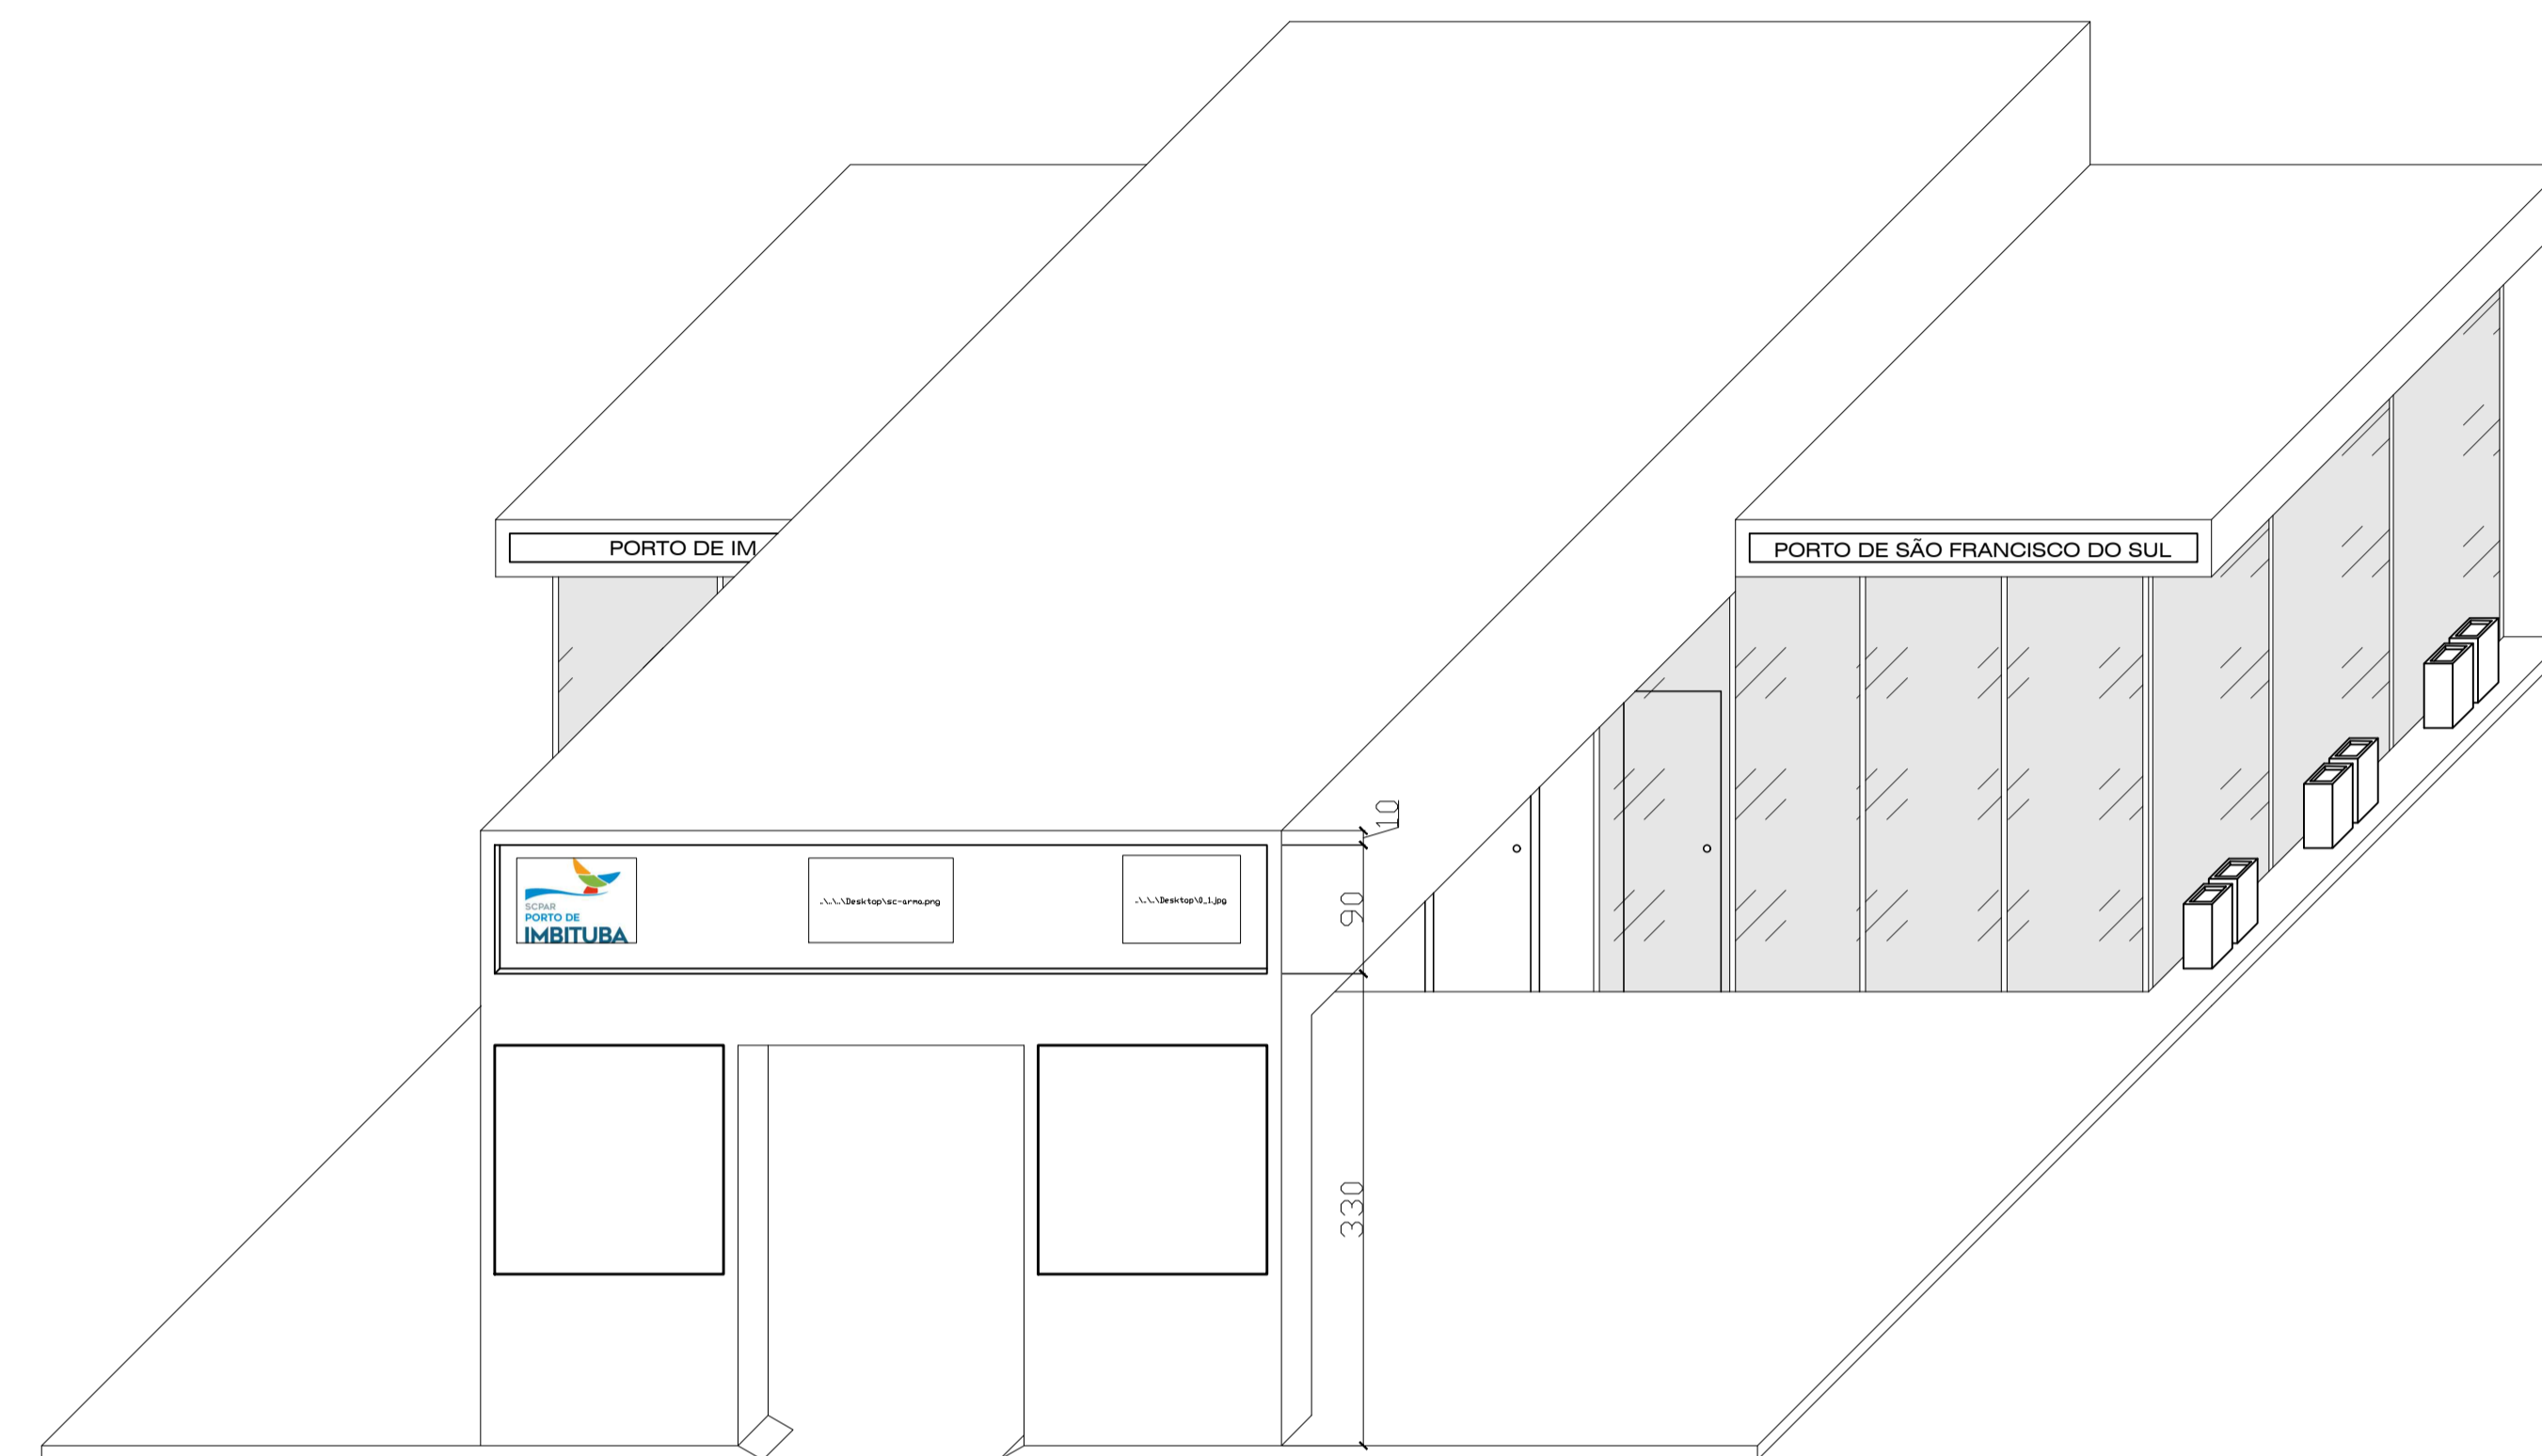 PORTO DE IM
PORTO DE SÃO FRANCISCO DO SUL
10
SCPAR
PORTO DE
IMBITUBA
..\..\..\Desktop\sc-arma.png
..\..\..\Desktop\0_1.jpg
90
330